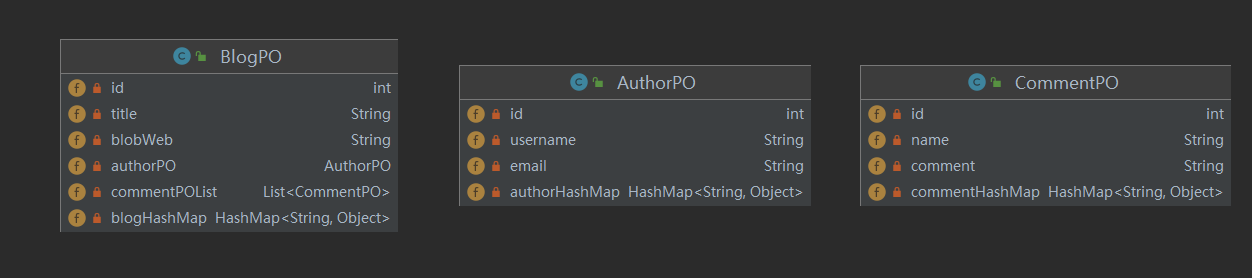 BlogPO
id int
title String
blobWeb String
authorPO AuthorPO
commentPOList List<CommentPO>
blogHashMap HashMap<String, Object>
AuthorPO
id int
username String
email String
authorHashMap HashMap<String, Object>
CommentPO
id int
name String
comment String
commentHashMap HashMap<String, Object>